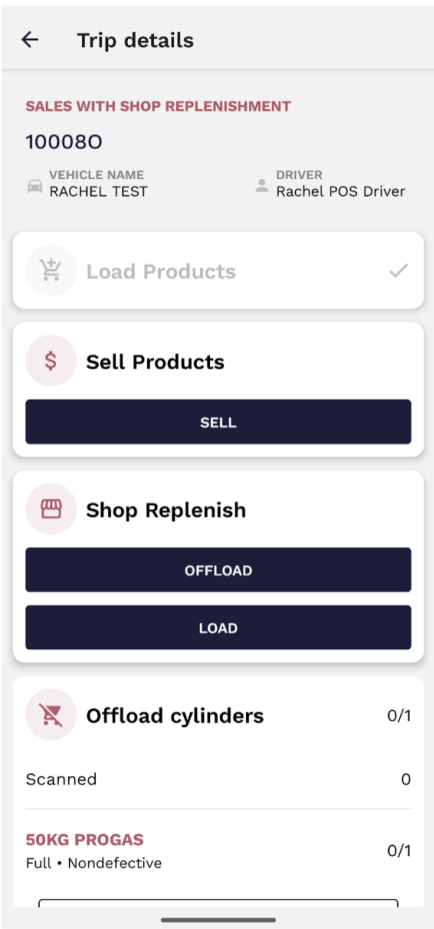 Trip details
SALES WITH SHOP REPLENISHMENT
10008O
VEHICLE NAME
RACHEL TEST
DRIVER
Rachel POS Driver
Load Products
$ Sell Products
SELL
Shop Replenish
OFFLOAD
LOAD
Offload cylinders 0/1
Scanned 0
50KG PROGAS
Full • Nondefective
0/1